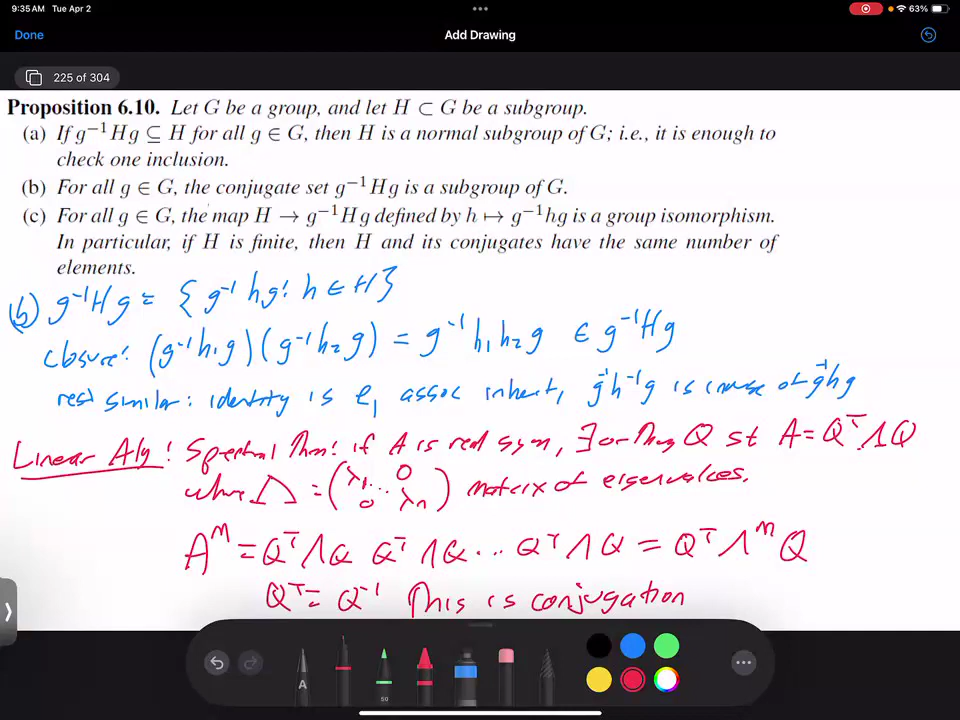 9:35 AM Tue Apr 2
63%
Done
Add Drawing
225 of 304
Proposition 6.10. Let G be a group, and let H ⊂ G be a subgroup.
(a) If g⁻¹Hg ⊆ H for all g ∈ G, then H is a normal subgroup of G; i.e., it is enough to
check one inclusion.
(b) For all g ∈ G, the conjugate set g⁻¹Hg is a subgroup of G.
(c) For all g ∈ G, the map H → g⁻¹Hg defined by h ↦ g⁻¹hg is a group isomorphism.
In particular, if H is finite, then H and its conjugates have the same number of
elements.
(b) g⁻¹Hg = { g⁻¹hg : h ∈ H }
closure: (g⁻¹h₁g)(g⁻¹h₂g) = g⁻¹h₁h₂g ∈ g⁻¹Hg
rest similar: identity is e, assoc inherit, g⁻¹h⁻¹g is inverse of g⁻¹hg
Linear Alg: Spectral Thm: if A is real sym, ∃ orthog Q st A = QᵀΛQ
where Λ = (λ₁ ... 0 0 λn) matrix of eigenvalues.
Aᵐ = QᵀΛQ QᵀΛQ ... QᵀΛQ = QᵀΛᵐQ
Qᵀ = Q⁻¹ This is conjugation
A
50